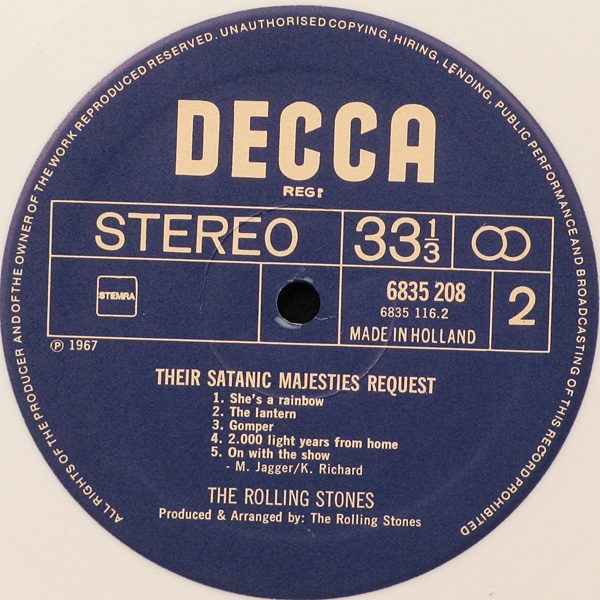 ALL RIGHTS OF THE PRODUCER AND OF THE OWNER OF THE WORK REPRODUCED RESERVED. UNAUTHORISED COPYING, HIRING, LENDING, PUBLIC PERFORMANCE AND BROADCASTING OF THIS RECORD PROHIBITED
DECCA
REG!
STEREO 33 1/3
STEMRA
6835 208
6835 116.2
MADE IN HOLLAND
2
℗ 1967
THEIR SATANIC MAJESTIES REQUEST
1. She's a rainbow
2. The lantern
3. Gomper
4. 2.000 light years from home
5. On with the show
- M. Jagger/K. Richard
THE ROLLING STONES
Produced & Arranged by: The Rolling Stones